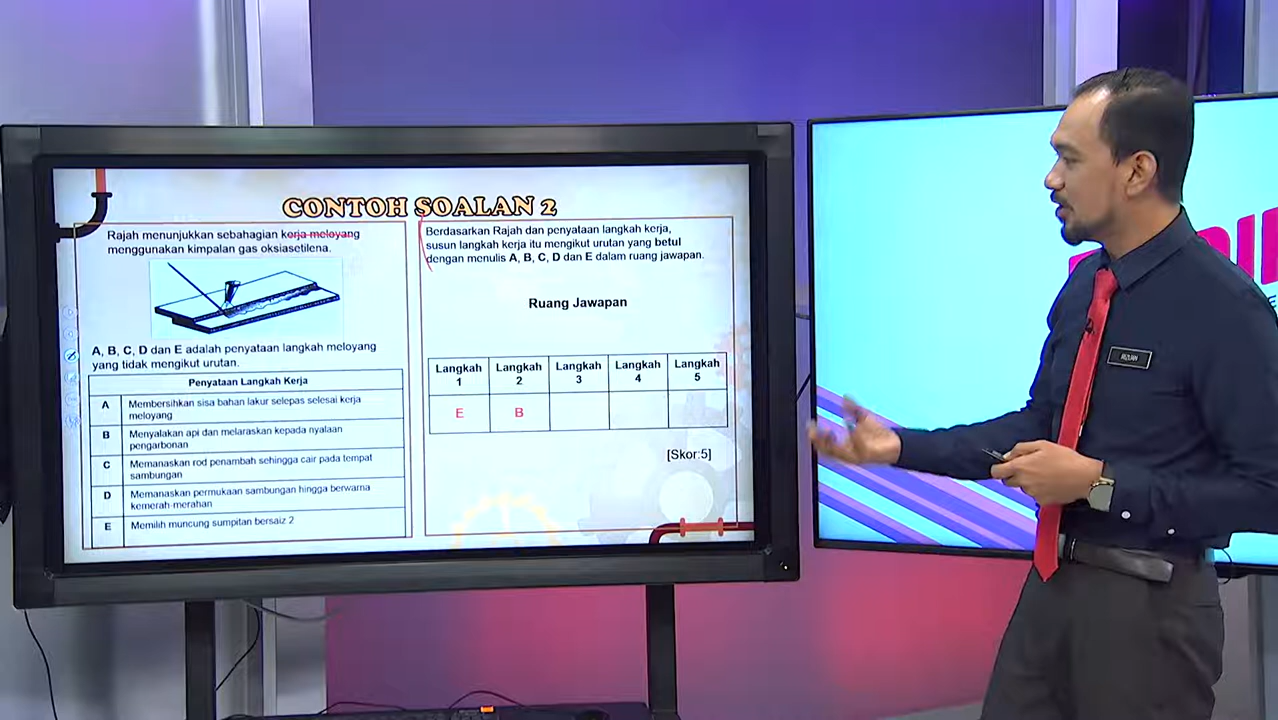 CONTOH SOALAN 2
Rajah menunjukkan sebahagian kerja meloyang
menggunakan kimpalan gas oksiasetilena.
A, B, C, D dan E adalah penyataan langkah meloyang
yang tidak mengikut urutan.
Penyataan Langkah Kerja
A Membersihkan sisa bahan lakur selepas selesai kerja
meloyang
B Menyalakan api dan melaraskan kepada nyalaan
pengarbonan
C Memanaskan rod penambah sehingga cair pada tempat
sambungan
D Memanaskan permukaan sambungan hingga berwarna
kemerah-merahan
E Memilih muncung sumpitan bersaiz 2
Berdasarkan Rajah dan penyataan langkah kerja,
susun langkah kerja itu mengikut urutan yang betul
dengan menulis A, B, C, D dan E dalam ruang jawapan.
Ruang Jawapan
Langkah 1 Langkah 2 Langkah 3 Langkah 4 Langkah 5
E B
[Skor:5]